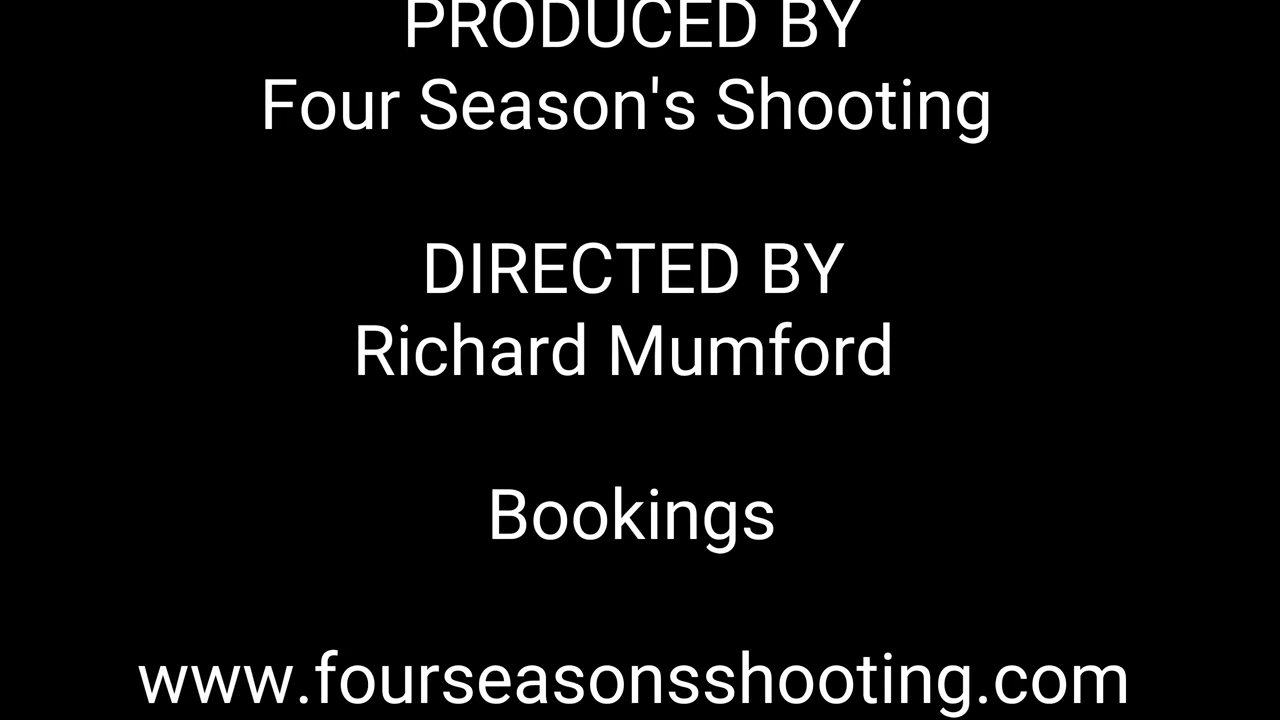 PRODUCED BY
Four Season's Shooting
DIRECTED BY
Richard Mumford
Bookings
www.fourseasonsshooting.com